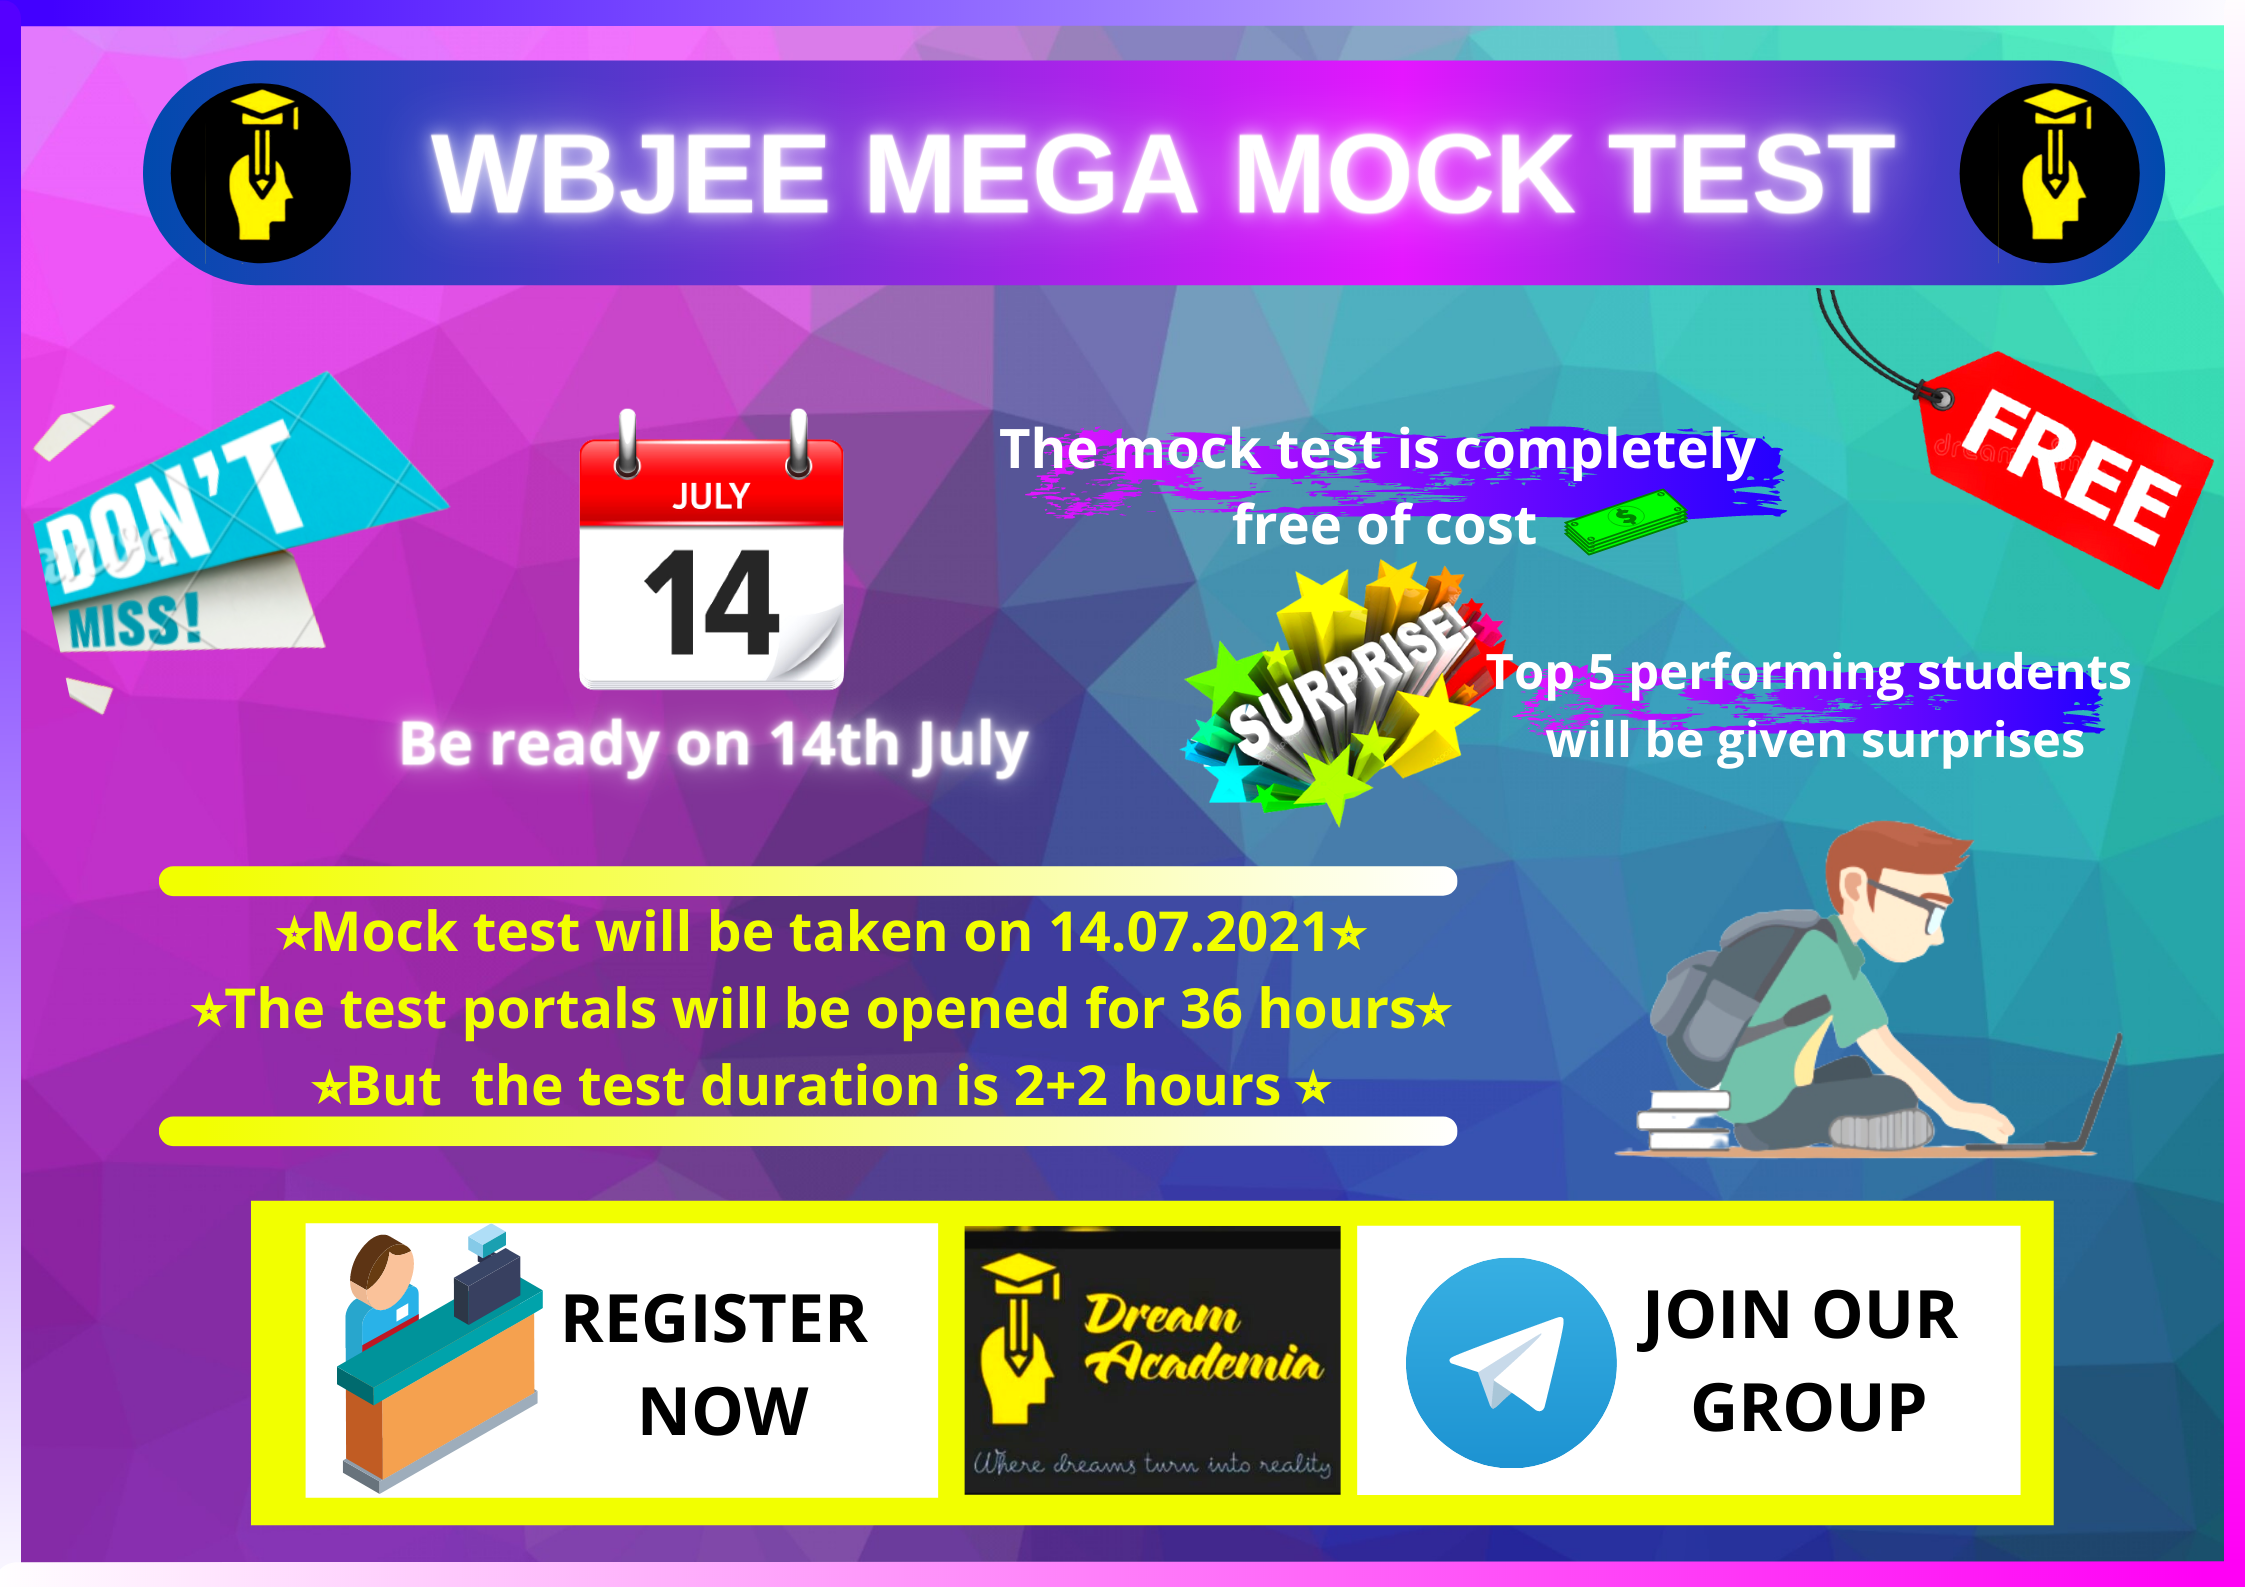 WBJEE MEGA MOCK TEST
DON'T
MISS!
JULY
14
Be ready on 14th July
The mock test is completely
free of cost
FREE
SURPRISE!
Top 5 performing students
will be given surprises
★Mock test will be taken on 14.07.2021★
★The test portals will be opened for 36 hours★
★But the test duration is 2+2 hours ★
REGISTER
NOW
Dream
Academia
Where dreams turn into reality
JOIN OUR
GROUP